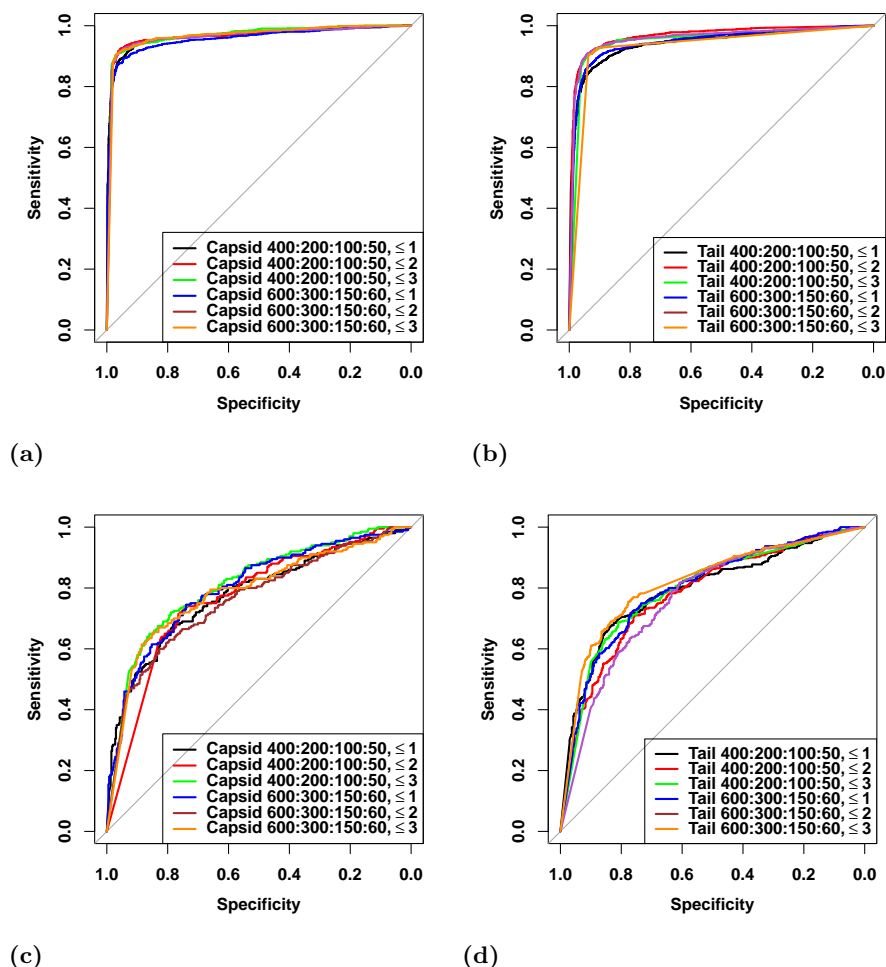 Sensitivity
0.0 0.2 0.4 0.6 0.8 1.0
Capsid 400:200:100:50, ≤ 1
Capsid 400:200:100:50, ≤ 2
Capsid 400:200:100:50, ≤ 3
Capsid 600:300:150:60, ≤ 1
Capsid 600:300:150:60, ≤ 2
Capsid 600:300:150:60, ≤ 3
1.0 0.8 0.6 0.4 0.2 0.0
Specificity
(a)
Sensitivity
0.0 0.2 0.4 0.6 0.8 1.0
Tail 400:200:100:50, ≤ 1
Tail 400:200:100:50, ≤ 2
Tail 400:200:100:50, ≤ 3
Tail 600:300:150:60, ≤ 1
Tail 600:300:150:60, ≤ 2
Tail 600:300:150:60, ≤ 3
1.0 0.8 0.6 0.4 0.2 0.0
Specificity
(b)
Sensitivity
0.0 0.2 0.4 0.6 0.8 1.0
Capsid 400:200:100:50, ≤ 1
Capsid 400:200:100:50, ≤ 2
Capsid 400:200:100:50, ≤ 3
Capsid 600:300:150:60, ≤ 1
Capsid 600:300:150:60, ≤ 2
Capsid 600:300:150:60, ≤ 3
1.0 0.8 0.6 0.4 0.2 0.0
Specificity
(c)
Sensitivity
0.0 0.2 0.4 0.6 0.8 1.0
Tail 400:200:100:50, ≤ 1
Tail 400:200:100:50, ≤ 2
Tail 400:200:100:50, ≤ 3
Tail 600:300:150:60, ≤ 1
Tail 600:300:150:60, ≤ 2
Tail 600:300:150:60, ≤ 3
1.0 0.8 0.6 0.4 0.2 0.0
Specificity
(d)